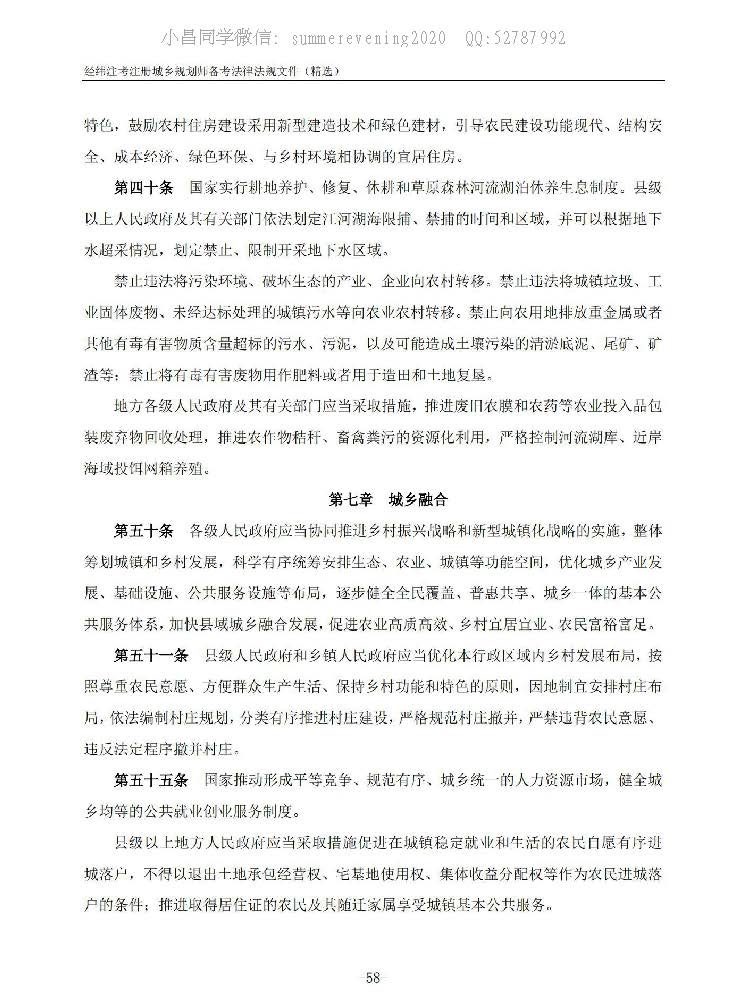 小昌同学微信: summerevening2020 QQ:52787992
经纬注考注册城乡规划师备考法律法规文件（精选）
特色，鼓励农村住房建设采用新型建造技术和绿色建材，引导农民建设功能现代、结构安
全、成本经济、绿色环保、与乡村环境相协调的宜居住房。
第四十条 国家实行耕地养护、修复、休耕和草原森林河流湖泊休养生息制度。县级
以上人民政府及其有关部门依法划定江河湖海限捕、禁捕的时间和区域，并可以根据地下
水超采情况，划定禁止、限制开采地下水区域。
禁止违法将污染环境、破坏生态的产业、企业向农村转移。禁止违法将城镇垃圾、工
业固体废物、未经达标处理的城镇污水等向农业农村转移。禁止向农用地排放重金属或者
其他有毒有害物质含量超标的污水、污泥，以及可能造成土壤污染的清淤底泥、尾矿、矿
渣等；禁止将有毒有害废物用作肥料或者用于造田和土地复垦。
地方各级人民政府及其有关部门应当采取措施，推进废旧农膜和农药等农业投入品包
装废弃物回收处理，推进农作物秸秆、畜禽粪污的资源化利用，严格控制河流湖库、近岸
海域投饵网箱养殖。
第七章 城乡融合
第五十条 各级人民政府应当协同推进乡村振兴战略和新型城镇化战略的实施，整体
筹划城镇和乡村发展，科学有序统筹安排生态、农业、城镇等功能空间，优化城乡产业发
展、基础设施、公共服务设施等布局，逐步健全全民覆盖、普惠共享、城乡一体的基本公
共服务体系，加快县域城乡融合发展，促进农业高质高效、乡村宜居宜业、农民富裕富足。
第五十一条 县级人民政府和乡镇人民政府应当优化本行政区域内乡村发展布局，按
照尊重农民意愿、方便群众生产生活、保持乡村功能和特色的原则，因地制宜安排村庄布
局，依法编制村庄规划，分类有序推进村庄建设，严格规范村庄撤并，严禁违背农民意愿、
违反法定程序撤并村庄。
第五十五条 国家推动形成平等竞争、规范有序、城乡统一的人力资源市场，健全城
乡均等的公共就业创业服务制度。
县级以上地方人民政府应当采取措施促进在城镇稳定就业和生活的农民自愿有序进
城落户，不得以退出土地承包经营权、宅基地使用权、集体收益分配权等作为农民进城落
户的条件；推进取得居住证的农民及其随迁家属享受城镇基本公共服务。
-58-